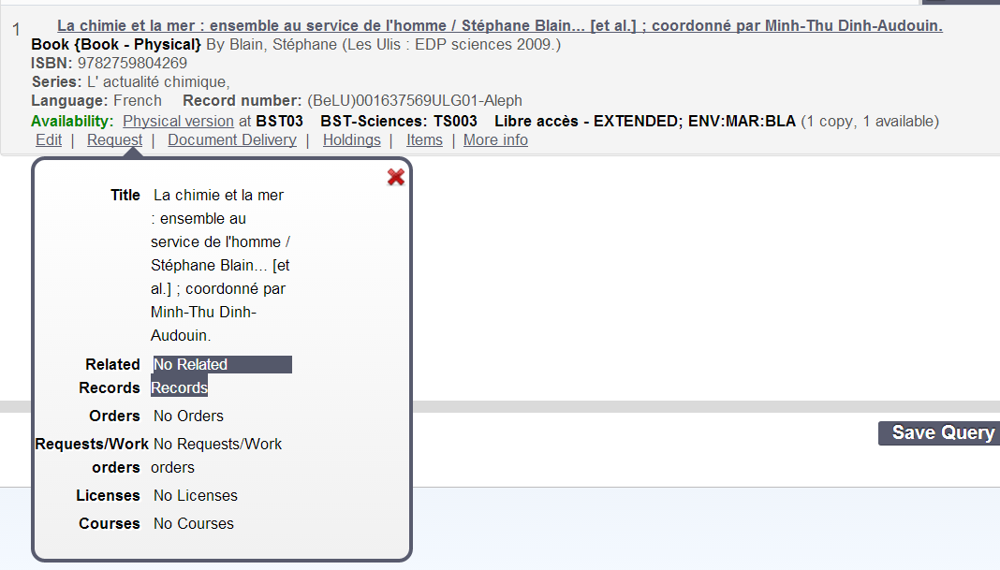 1 La chimie et la mer : ensemble au service de l'homme / Stéphane Blain... [et al.] ; coordonné par Minh-Thu Dinh-Audouin.
Book {Book - Physical} By Blain, Stéphane (Les Ulis : EDP sciences 2009.)
ISBN: 9782759804269
Series: L' actualité chimique,
Language: French Record number: (BeLU)001637569ULG01-Aleph
Availability: Physical version at BST03 BST-Sciences: TS003 Libre accès - EXTENDED; ENV:MAR:BLA (1 copy, 1 available)
Edit | Request | Document Delivery | Holdings | Items | More info
Title La chimie et la mer
: ensemble au
service de l'homme /
Stéphane Blain... [et
al.] ; coordonné par
Minh-Thu Dinh-
Audouin.
Related No Related
Records Records
Orders No Orders
Requests/Work No Requests/Work
orders orders
Licenses No Licenses
Courses No Courses
Save Query